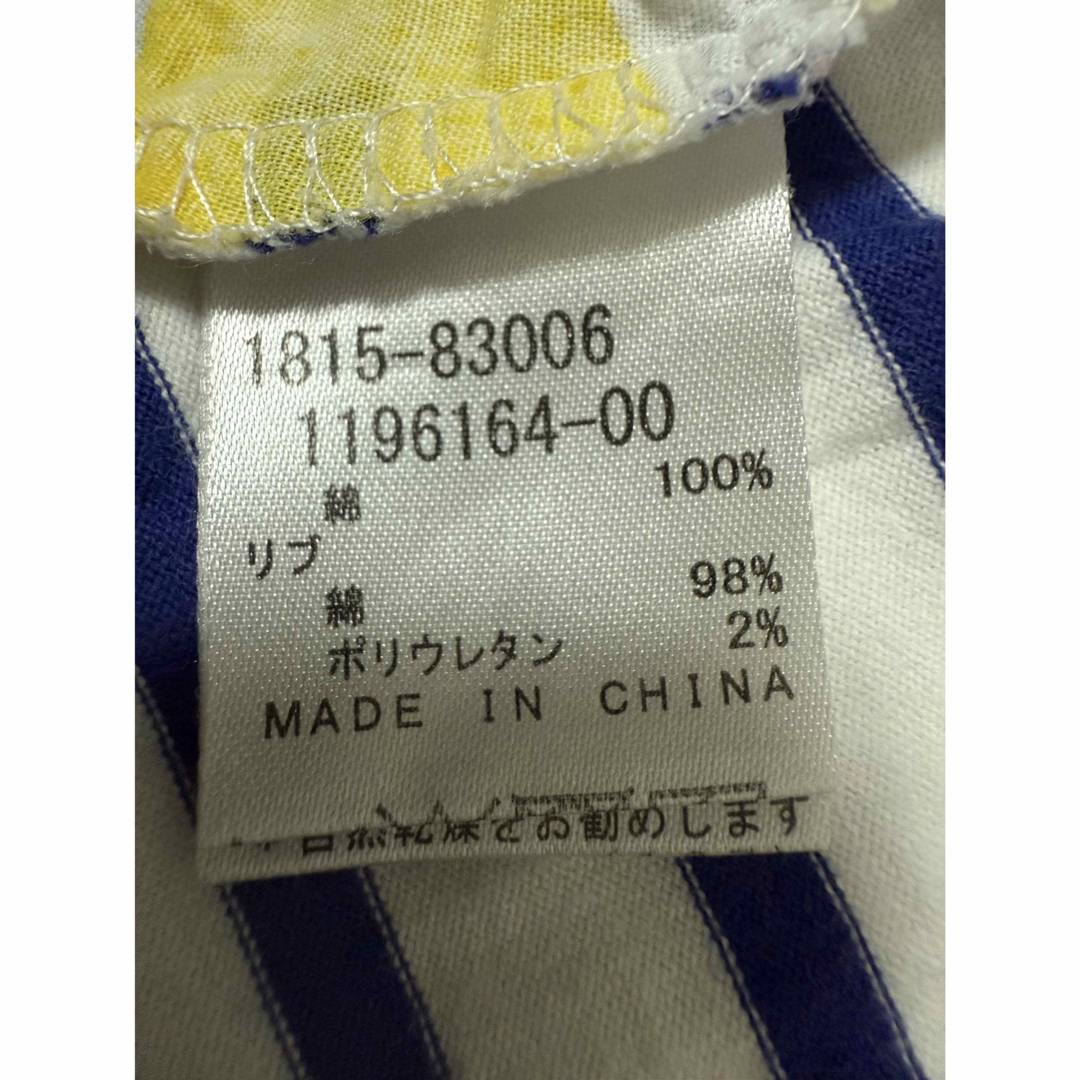 1815-83006
1196164-00
綿 100%
リブ
綿 98%
ポリウレタン 2%
MADE IN CHINA
をお勧めします